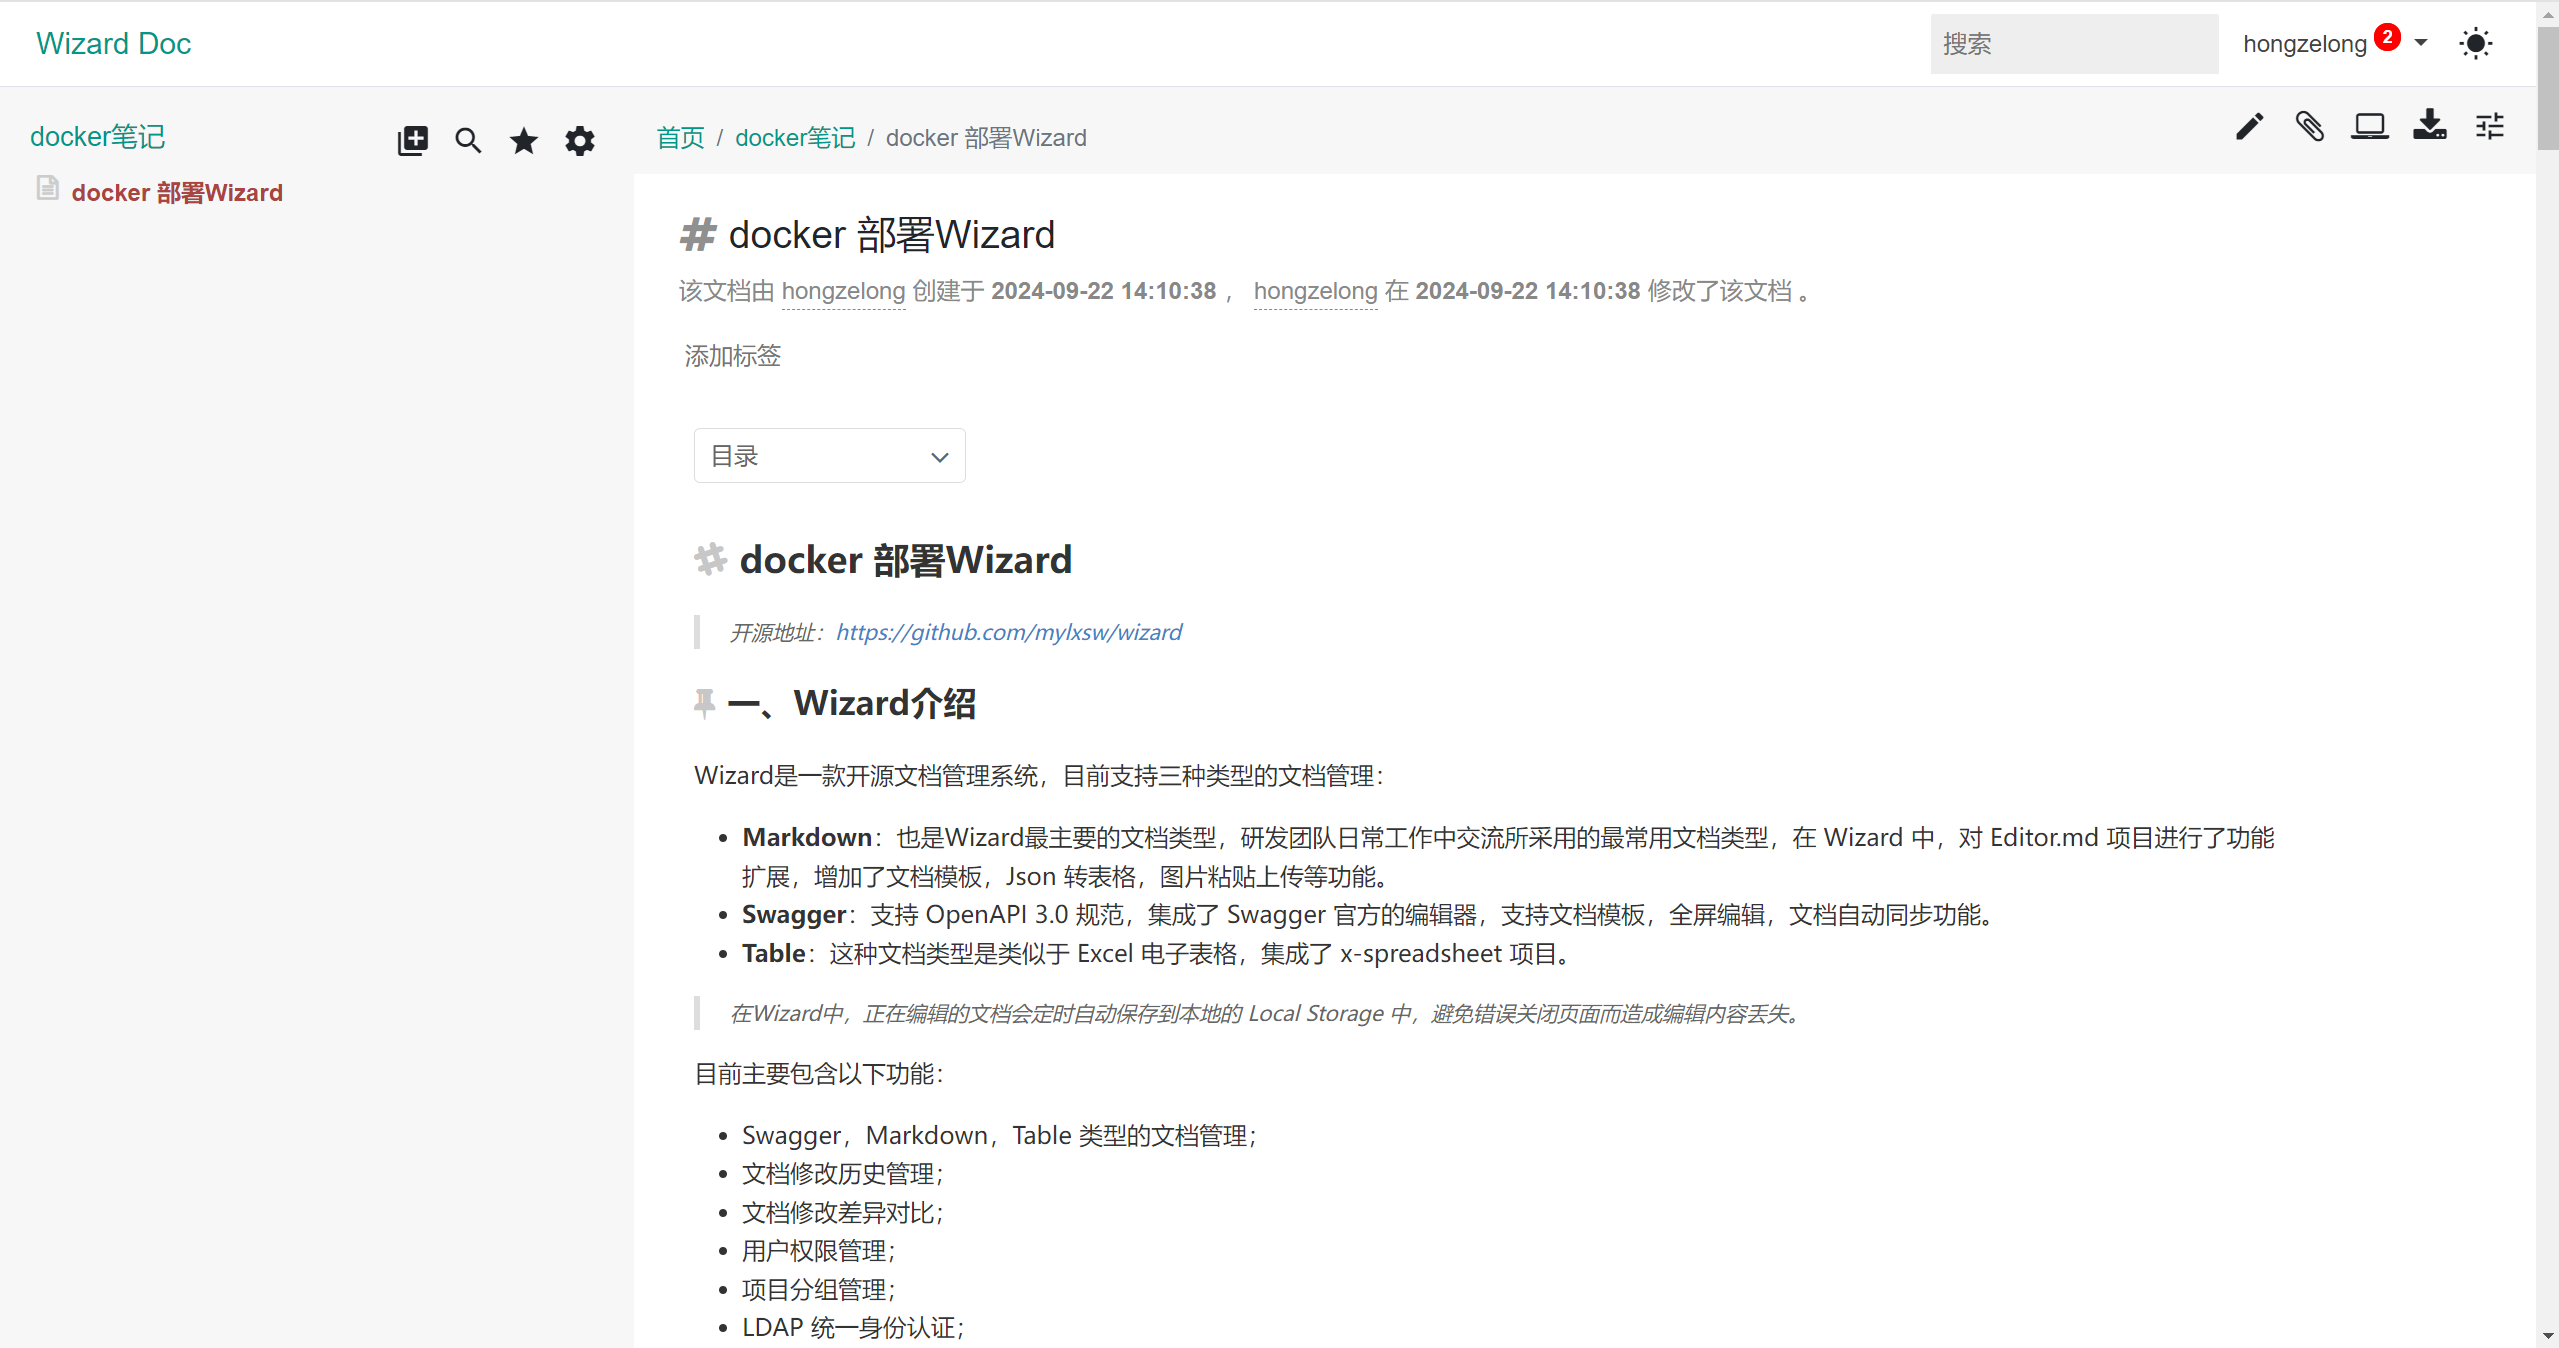 Wizard Doc
搜索
hongzelong 2
docker笔记
首页 / docker笔记 / docker 部署Wizard
docker 部署Wizard
# docker 部署Wizard
该文档由 hongzelong 创建于 2024-09-22 14:10:38 ， hongzelong 在 2024-09-22 14:10:38 修改了该文档 。
添加标签
目录
docker 部署Wizard
开源地址：https://github.com/mylxsw/wizard
一、Wizard介绍
Wizard是一款开源文档管理系统，目前支持三种类型的文档管理：
• Markdown：也是Wizard最主要的文档类型，研发团队日常工作中交流所采用的最常用文档类型，在 Wizard 中，对 Editor.md 项目进行了功能
扩展，增加了文档模板，Json 转表格，图片粘贴上传等功能。
• Swagger：支持 OpenAPI 3.0 规范，集成了 Swagger 官方的编辑器，支持文档模板，全屏编辑，文档自动同步功能。
• Table：这种文档类型是类似于 Excel 电子表格，集成了 x-spreadsheet 项目。
在Wizard中，正在编辑的文档会定时自动保存到本地的 Local Storage 中，避免错误关闭页面而造成编辑内容丢失。
目前主要包含以下功能：
• Swagger，Markdown，Table 类型的文档管理；
• 文档修改历史管理；
• 文档修改差异对比；
• 用户权限管理；
• 项目分组管理；
• LDAP 统一身份认证；